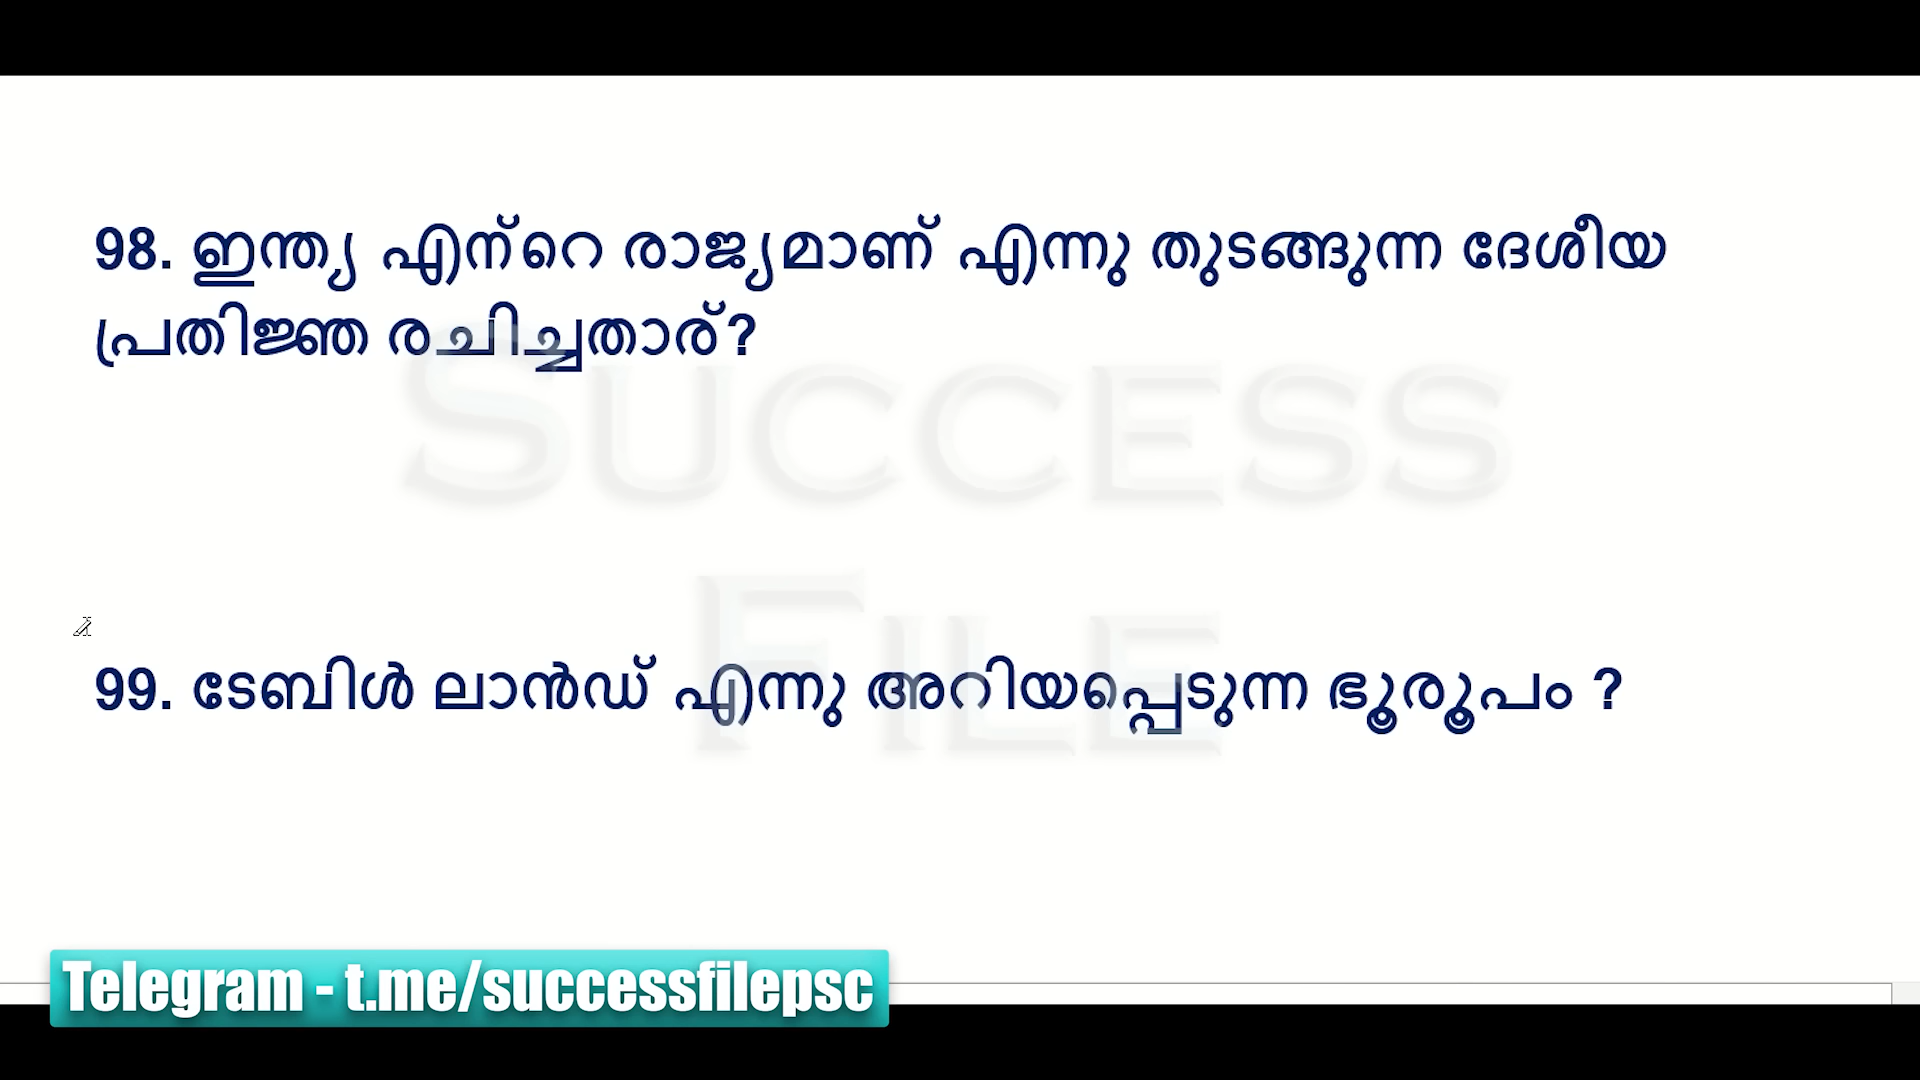 98. ഇന്ത്യ എന്‌റെ രാജ്യമാണ് എന്നു തുടങ്ങുന്ന ദേശീയ
പ്രതിജ്ഞ രചിച്ചതാര്?
SUCCESS
FILE
99. ടേബിൾ ലാൻഡ് എന്നു അറിയപ്പെടുന്ന ഭൂരൂപം ?
Telegram - t.me/successfilepsc